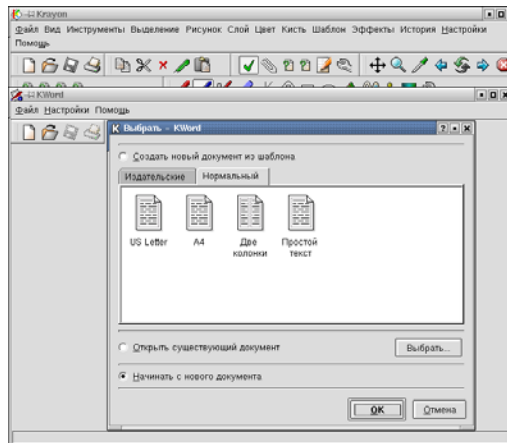 Krayon
Файл Вид Инструменты Выделение Рисунок Слой Цвет Кисть Шаблон Эффекты История Настройки
Помощь
KWord
Файл Настройки Помощь
Выбрать - KWord
Создать новый документ из шаблона
Издательские Нормальный
US Letter A4 Две колонки Простой текст
Открыть существующий документ Выбрать...
Начинать с нового документа
OK Отмена